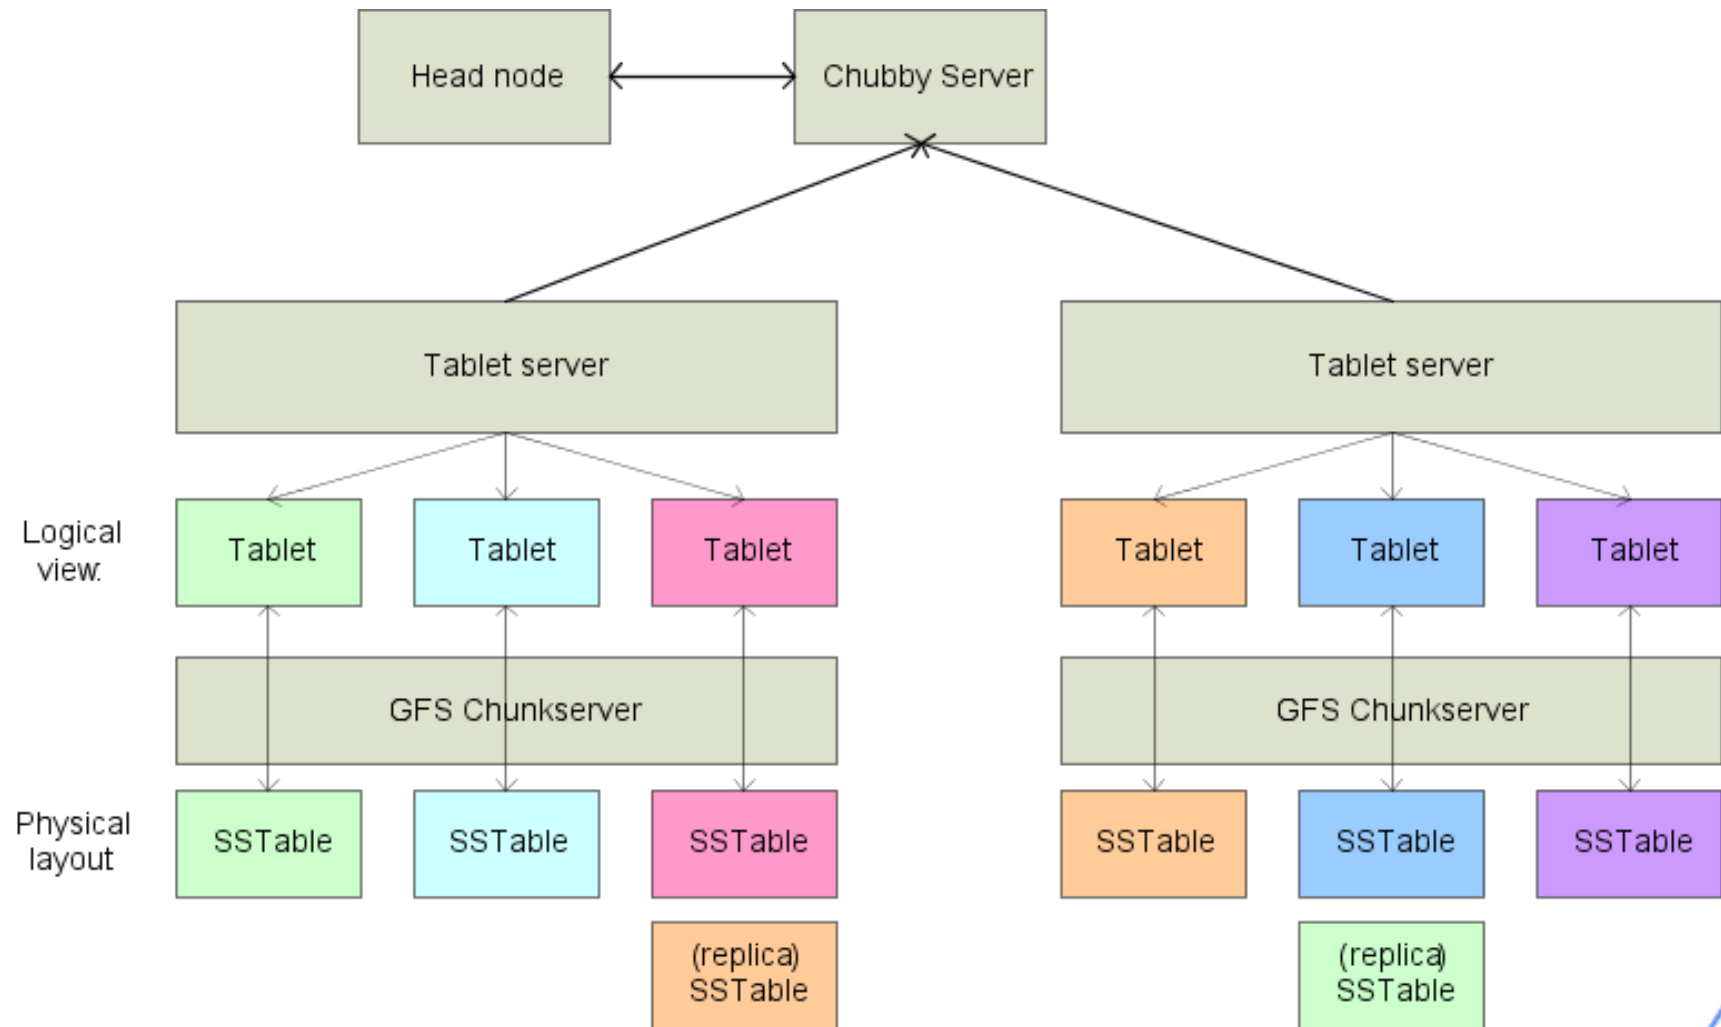 Head node
Chubby Server
Tablet server
Tablet server
Logical
view:
Tablet
Tablet
Tablet
Tablet
Tablet
Tablet
GFS Chunkserver
GFS Chunkserver
Physical
layout
SSTable
SSTable
SSTable
SSTable
SSTable
SSTable
(replica)
SSTable
(replica)
SSTable